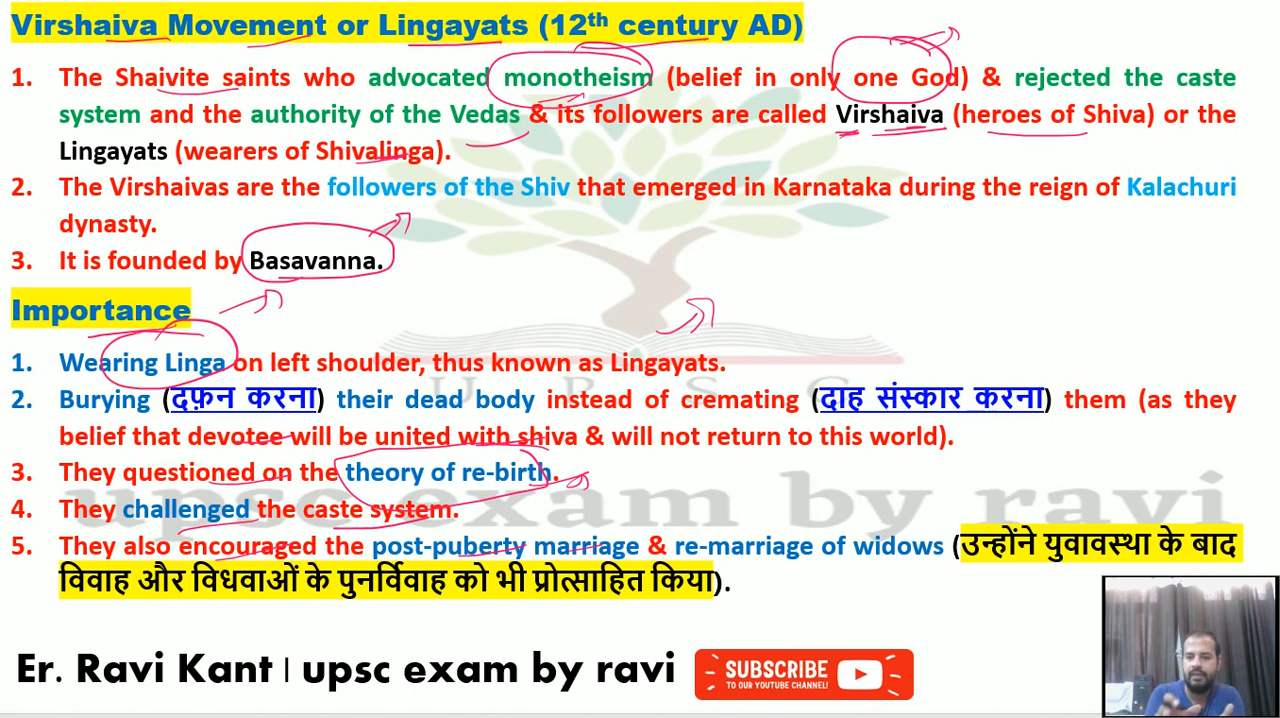 Virshaiva Movement or Lingayats (12th century AD)
1. The Shaivite saints who advocated monotheism (belief in only one God) & rejected the caste
system and the authority of the Vedas & its followers are called Virshaiva (heroes of Shiva) or the
Lingayats (wearers of Shivalinga).
2. The Virshaivas are the followers of the Shiv that emerged in Karnataka during the reign of Kalachuri
dynasty.
3. It is founded by Basavanna.
Importance
1. Wearing Linga on left shoulder, thus known as Lingayats.
2. Burying (दफ़न करना) their dead body instead of cremating (दाह संस्कार करना) them (as they
belief that devotee will be united with shiva & will not return to this world).
3. They questioned on the theory of re-birth.
4. They challenged the caste system.
5. They also encouraged the post-puberty marriage & re-marriage of widows (उन्होंने युवावस्था के बाद
विवाह और विधवाओं के पुनर्विवाह को भी प्रोत्साहित किया).
UPSC
upsc exam by ravi
Er. Ravi Kant | upsc exam by ravi
SUBSCRIBE
TO OUR YOUTUBE CHANNEL!